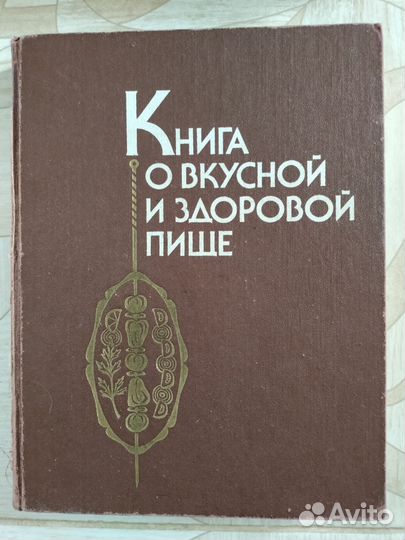 Книга
о вкусной
и здоровой
пище
Avito